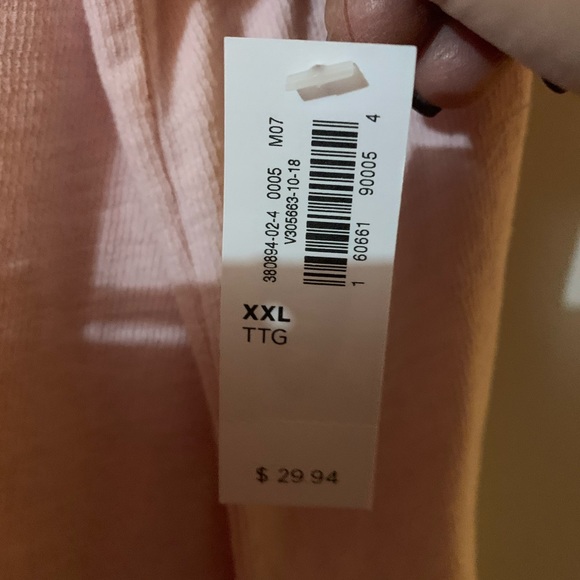 380894-02-4 0005 M07
V305663-10-18
1 60661 90005 4
XXL
TTG
$ 29.94